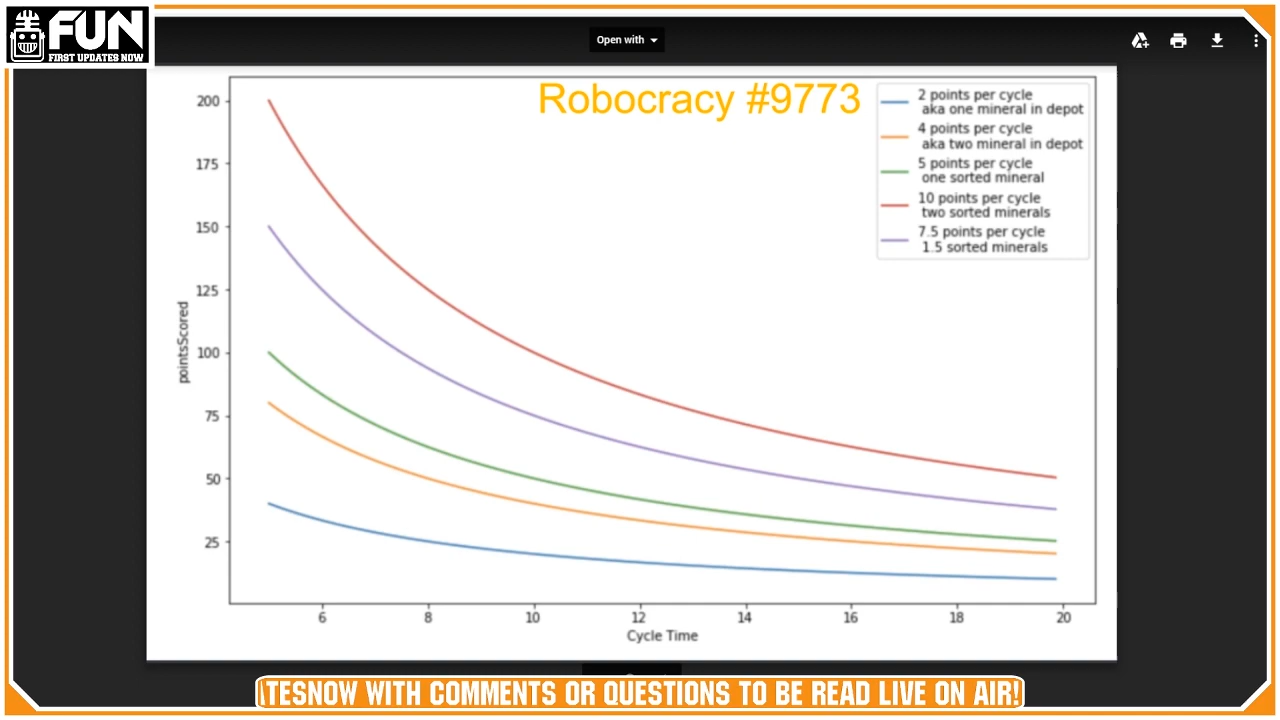 FUN
FIRST UPDATES NOW
Open with
Robocracy #9773
2 points per cycle
aka one mineral in depot
4 points per cycle
aka two mineral in depot
5 points per cycle
one sorted mineral
10 points per cycle
two sorted minerals
7.5 points per cycle
1.5 sorted minerals
200
175
150
125
100
75
50
25
pointsScored
6 8 10 12 14 16 18 20
Cycle Time
TESNOW WITH COMMENTS OR QUESTIONS TO BE READ LIVE ON AIR!